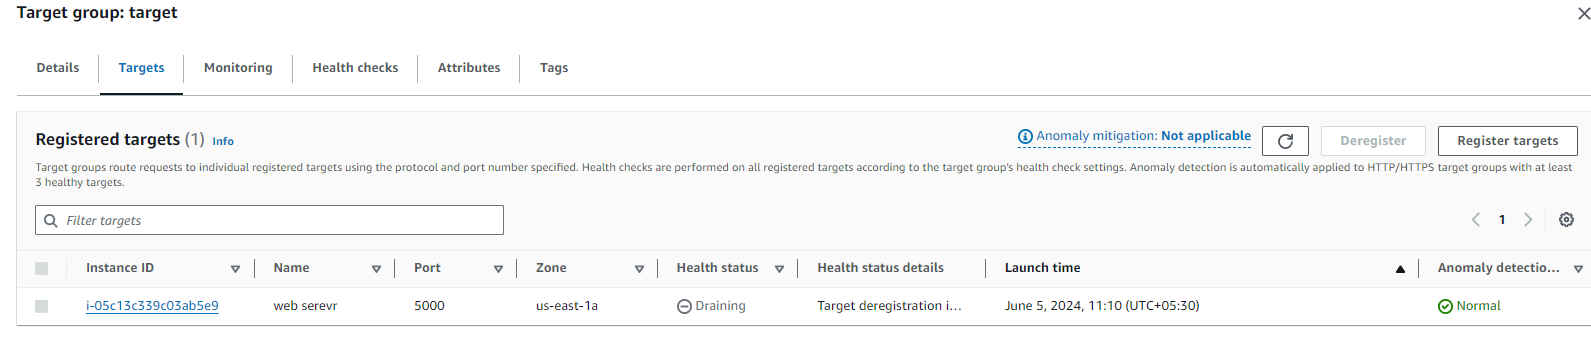 Target group: target
Details
Targets
Monitoring
Health checks
Attributes
Tags
Registered targets (1) Info
Anomaly mitigation: Not applicable
Deregister
Register targets
Target groups route requests to individual registered targets using the protocol and port number specified. Health checks are performed on all registered targets according to the target group's health check settings. Anomaly detection is automatically applied to HTTP/HTTPS target groups with at least
3 healthy targets.
Filter targets
1
Instance ID Name Port Zone Health status Health status details Launch time Anomaly detectio...
i-05c13c339c03ab5e9 web serevr 5000 us-east-1a Draining Target deregistration i... June 5, 2024, 11:10 (UTC+05:30) Normal